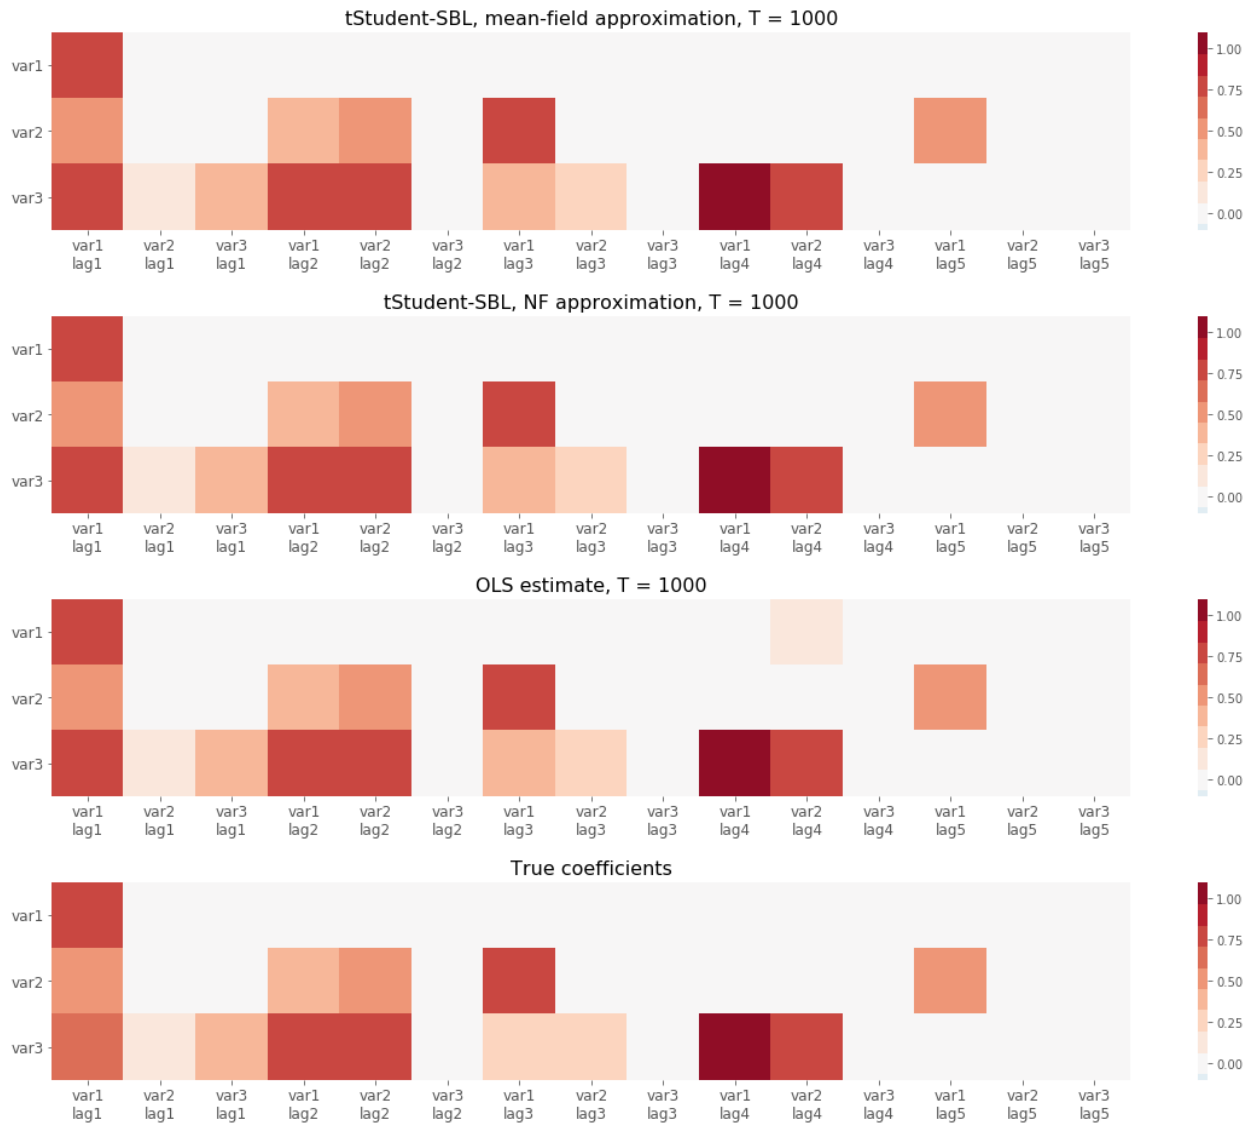 tStudent-SBL, mean-field approximation, T = 1000
var1
var2
var3
var1 var2 var3 var1 var2 var3 var1 var2 var3 var1 var2 var3 var1 var2 var3
lag1 lag1 lag1 lag2 lag2 lag2 lag3 lag3 lag3 lag4 lag4 lag4 lag5 lag5 lag5
1.00
0.75
0.50
0.25
0.00
tStudent-SBL, NF approximation, T = 1000
var1
var2
var3
var1 var2 var3 var1 var2 var3 var1 var2 var3 var1 var2 var3 var1 var2 var3
lag1 lag1 lag1 lag2 lag2 lag2 lag3 lag3 lag3 lag4 lag4 lag4 lag5 lag5 lag5
1.00
0.75
0.50
0.25
0.00
OLS estimate, T = 1000
var1
var2
var3
var1 var2 var3 var1 var2 var3 var1 var2 var3 var1 var2 var3 var1 var2 var3
lag1 lag1 lag1 lag2 lag2 lag2 lag3 lag3 lag3 lag4 lag4 lag4 lag5 lag5 lag5
1.00
0.75
0.50
0.25
0.00
True coefficients
var1
var2
var3
var1 var2 var3 var1 var2 var3 var1 var2 var3 var1 var2 var3 var1 var2 var3
lag1 lag1 lag1 lag2 lag2 lag2 lag3 lag3 lag3 lag4 lag4 lag4 lag5 lag5 lag5
1.00
0.75
0.50
0.25
0.00